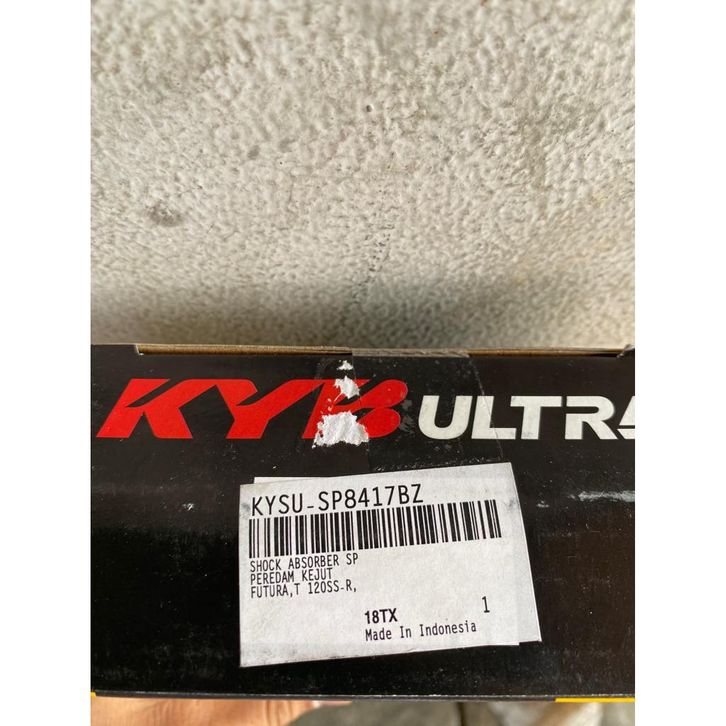 KYB ULTRA
KYSU-SP8417BZ
SHOCK ABSORBER SP
PEREDAM KEJUT
FUTURA,T 120SS-R,
18TX 1
Made In Indonesia